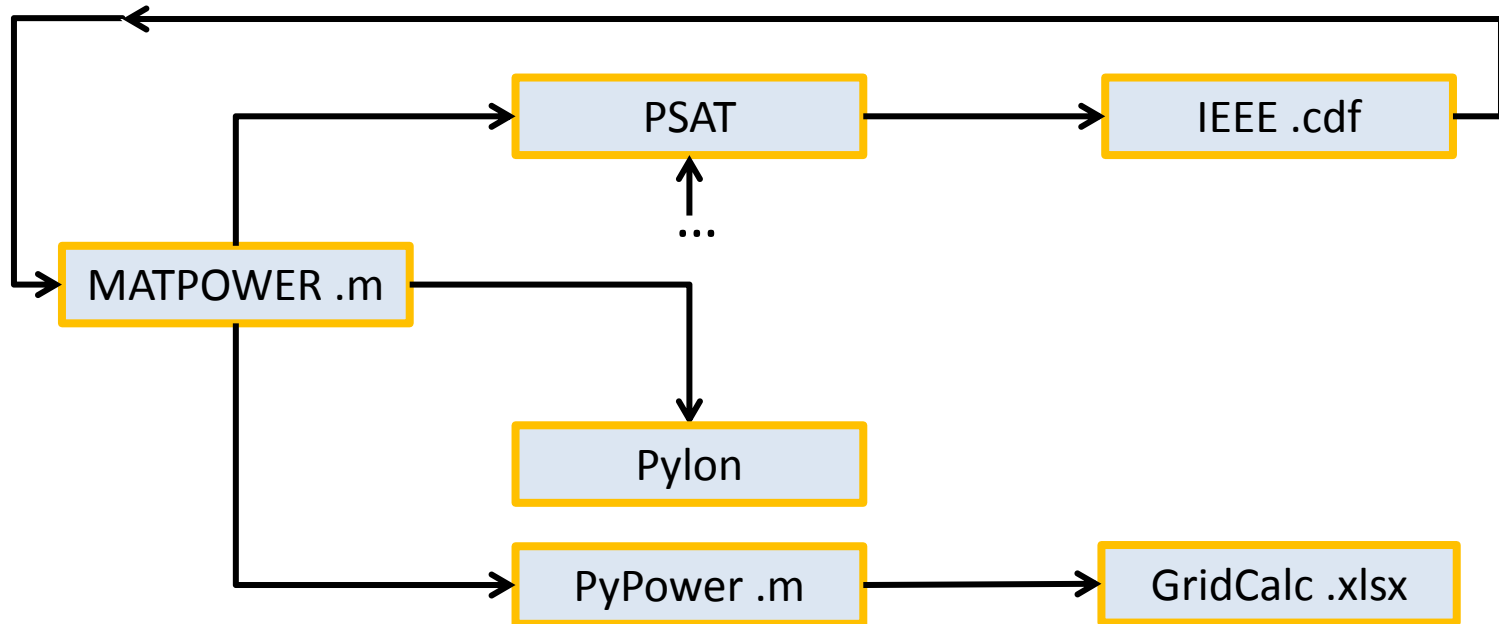 PSAT
IEEE .cdf
...
MATPOWER .m
Pylon
PyPower .m
GridCalc .xlsx